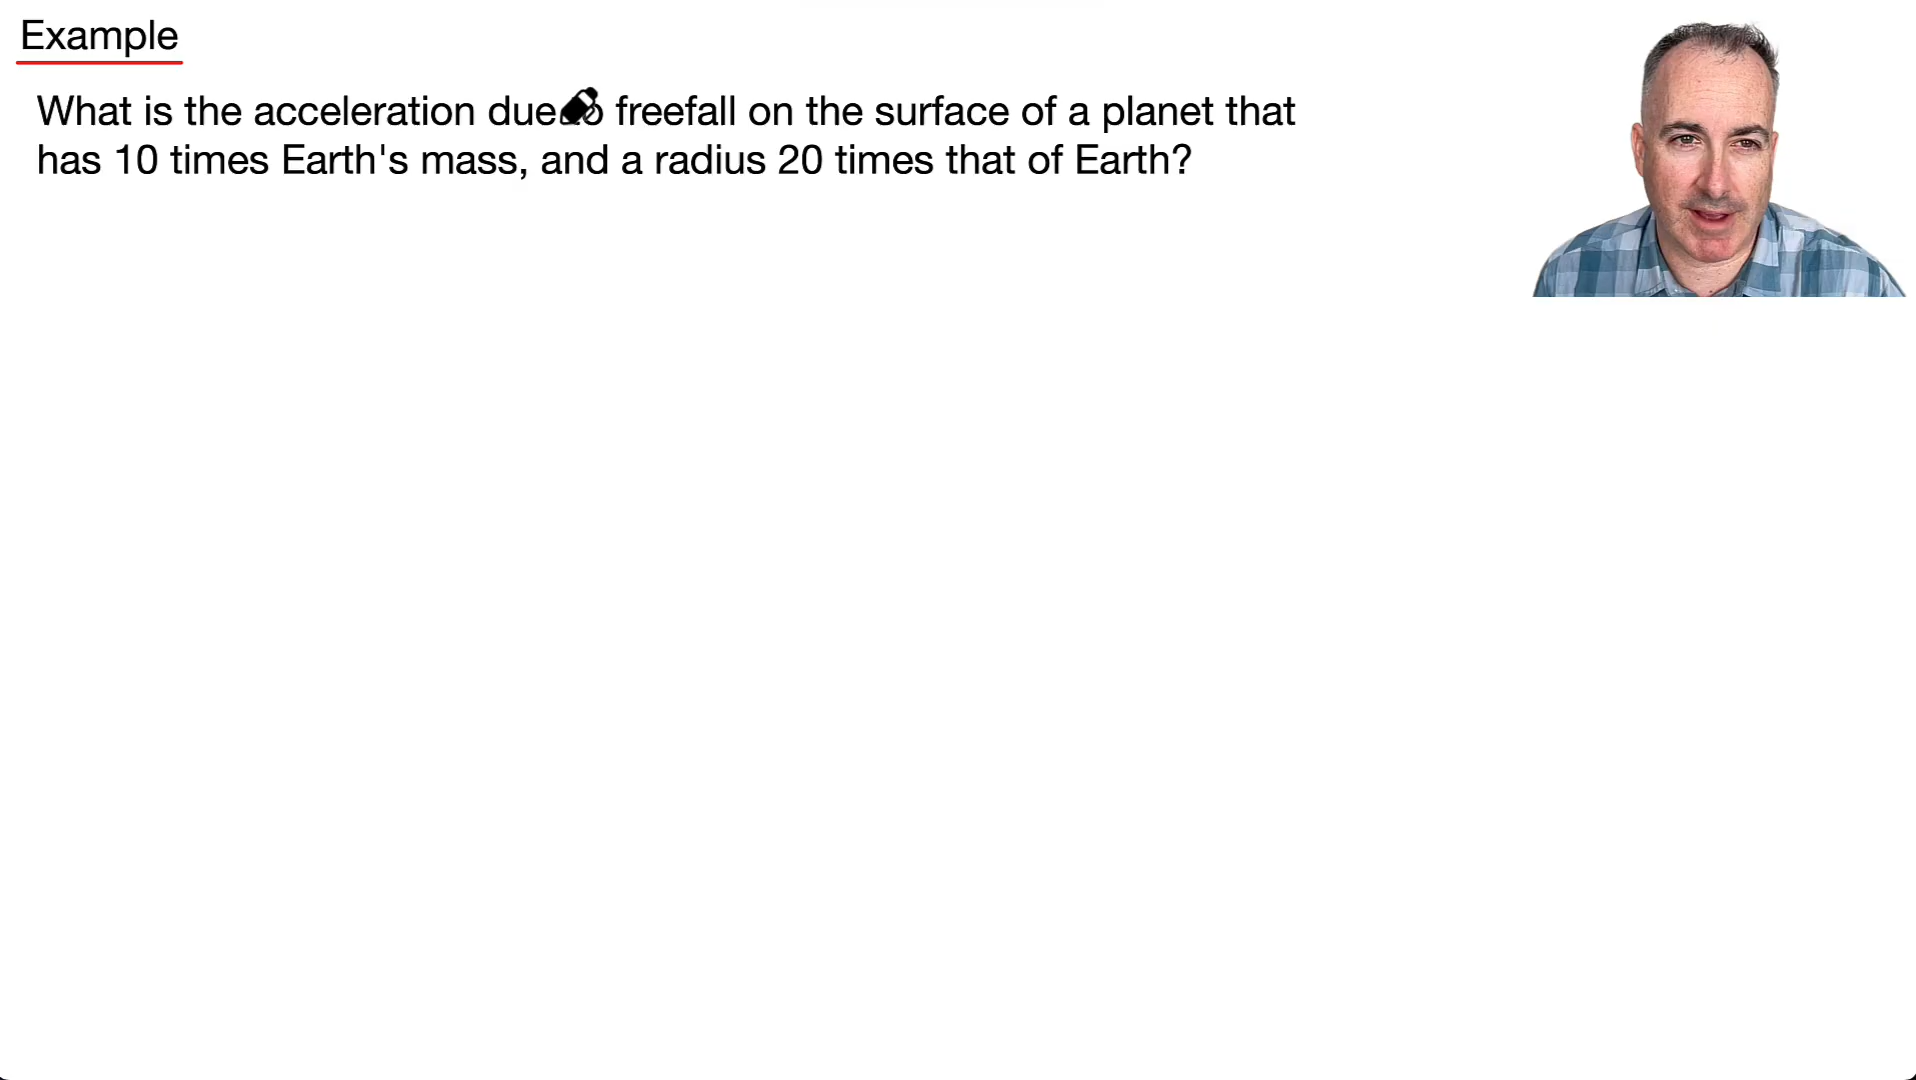 Example
What is the acceleration due freefall on the surface of a planet that
has 10 times Earth's mass, and a radius 20 times that of Earth?